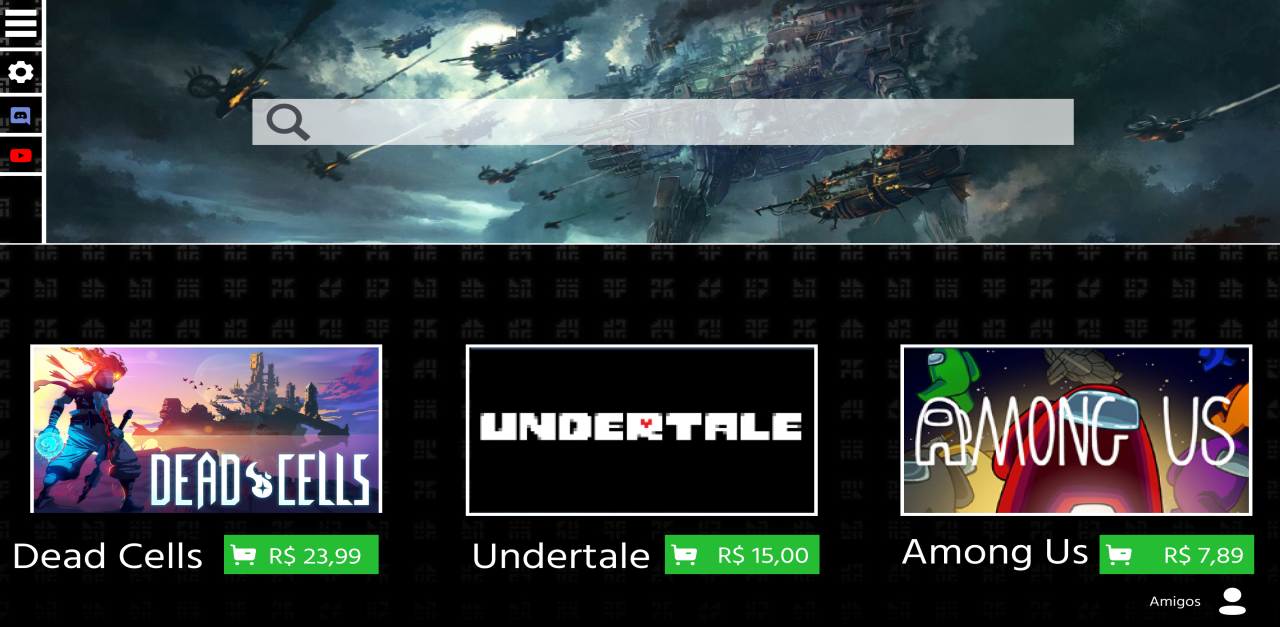 DEAD CELLS
UNDERTALE
AMONG US
Dead Cells
R$ 23,99
Undertale
R$ 15,00
Among Us
R$ 7,89
Amigos